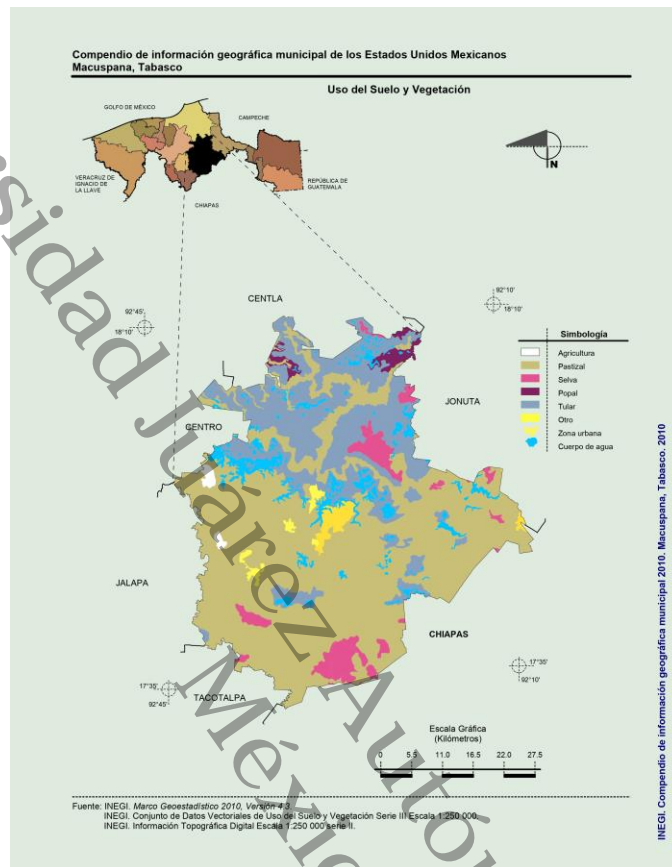 Compendio de información geográfica municipal de los Estados Unidos Mexicanos
Macuspana, Tabasco
Uso del Suelo y Vegetación
GOLFO DE MÉXICO
CAMPECHE
VERACRUZ DE
IGNACIO DE
LA LLAVE
REPÚBLICA DE
GUATEMALA
CHIAPAS
N
CENTLA
92°45'
18°10'
92°10'
18°10'
Simbología
Agricultura
Pastizal
Selva
Popal
Tular
Otro
Zona urbana
Cuerpo de agua
JONUTA
CENTRO
JALAPA
CHIAPAS
17°35'
92°45'
TACOTALPA
17°35'
92°10'
Escala Gráfica
(Kilómetros)
0 5.5 11.0 16.5 22.0 27.5
Fuente: INEGI. Marco Geoestadístico 2010, Versión 4.3.
INEGI. Conjunto de Datos Vectoriales de Uso del Suelo y Vegetación Serie III Escala 1:250 000.
INEGI. Información Topográfica Digital Escala 1:250 000 serie II.
INEGI. Compendio de información geográfica municipal 2010. Macuspana, Tabasco. 2010
sidad Juárez Autón
México